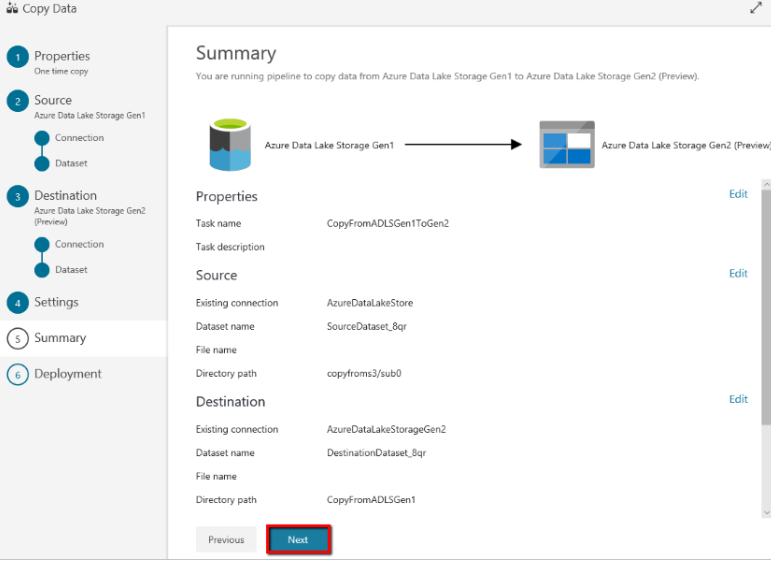 Copy Data
1
Properties
One time copy
2
Source
Azure Data Lake Storage Gen1
Connection
Dataset
3
Destination
Azure Data Lake Storage Gen2
(Preview)
Connection
Dataset
4
Settings
5
Summary
6
Deployment
Summary
You are running pipeline to copy data from Azure Data Lake Storage Gen1 to Azure Data Lake Storage Gen2 (Preview).
Azure Data Lake Storage Gen1
Azure Data Lake Storage Gen2 (Preview)
Properties
Edit
Task name
CopyFromADLSGen1ToGen2
Task description
Source
Edit
Existing connection
AzureDataLakeStore
Dataset name
SourceDataset_8qr
File name
Directory path
copyfroms3/sub0
Destination
Edit
Existing connection
AzureDataLakeStorageGen2
Dataset name
DestinationDataset_8qr
File name
Directory path
CopyFromADLSGen1
Previous
Next